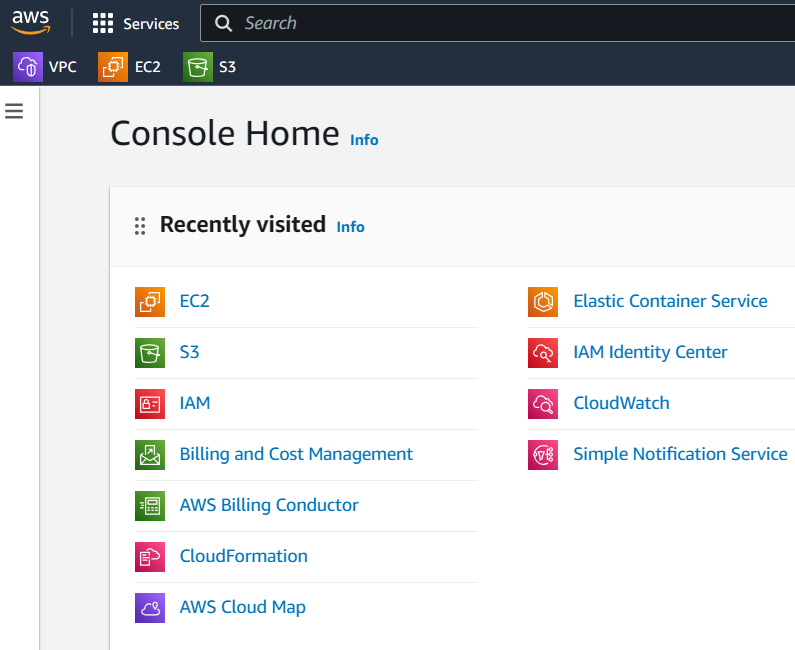 aws
Services
Search
VPC
EC2
S3
Console Home Info
Recently visited Info
EC2
S3
IAM
Billing and Cost Management
AWS Billing Conductor
CloudFormation
AWS Cloud Map
Elastic Container Service
IAM Identity Center
CloudWatch
Simple Notification Service